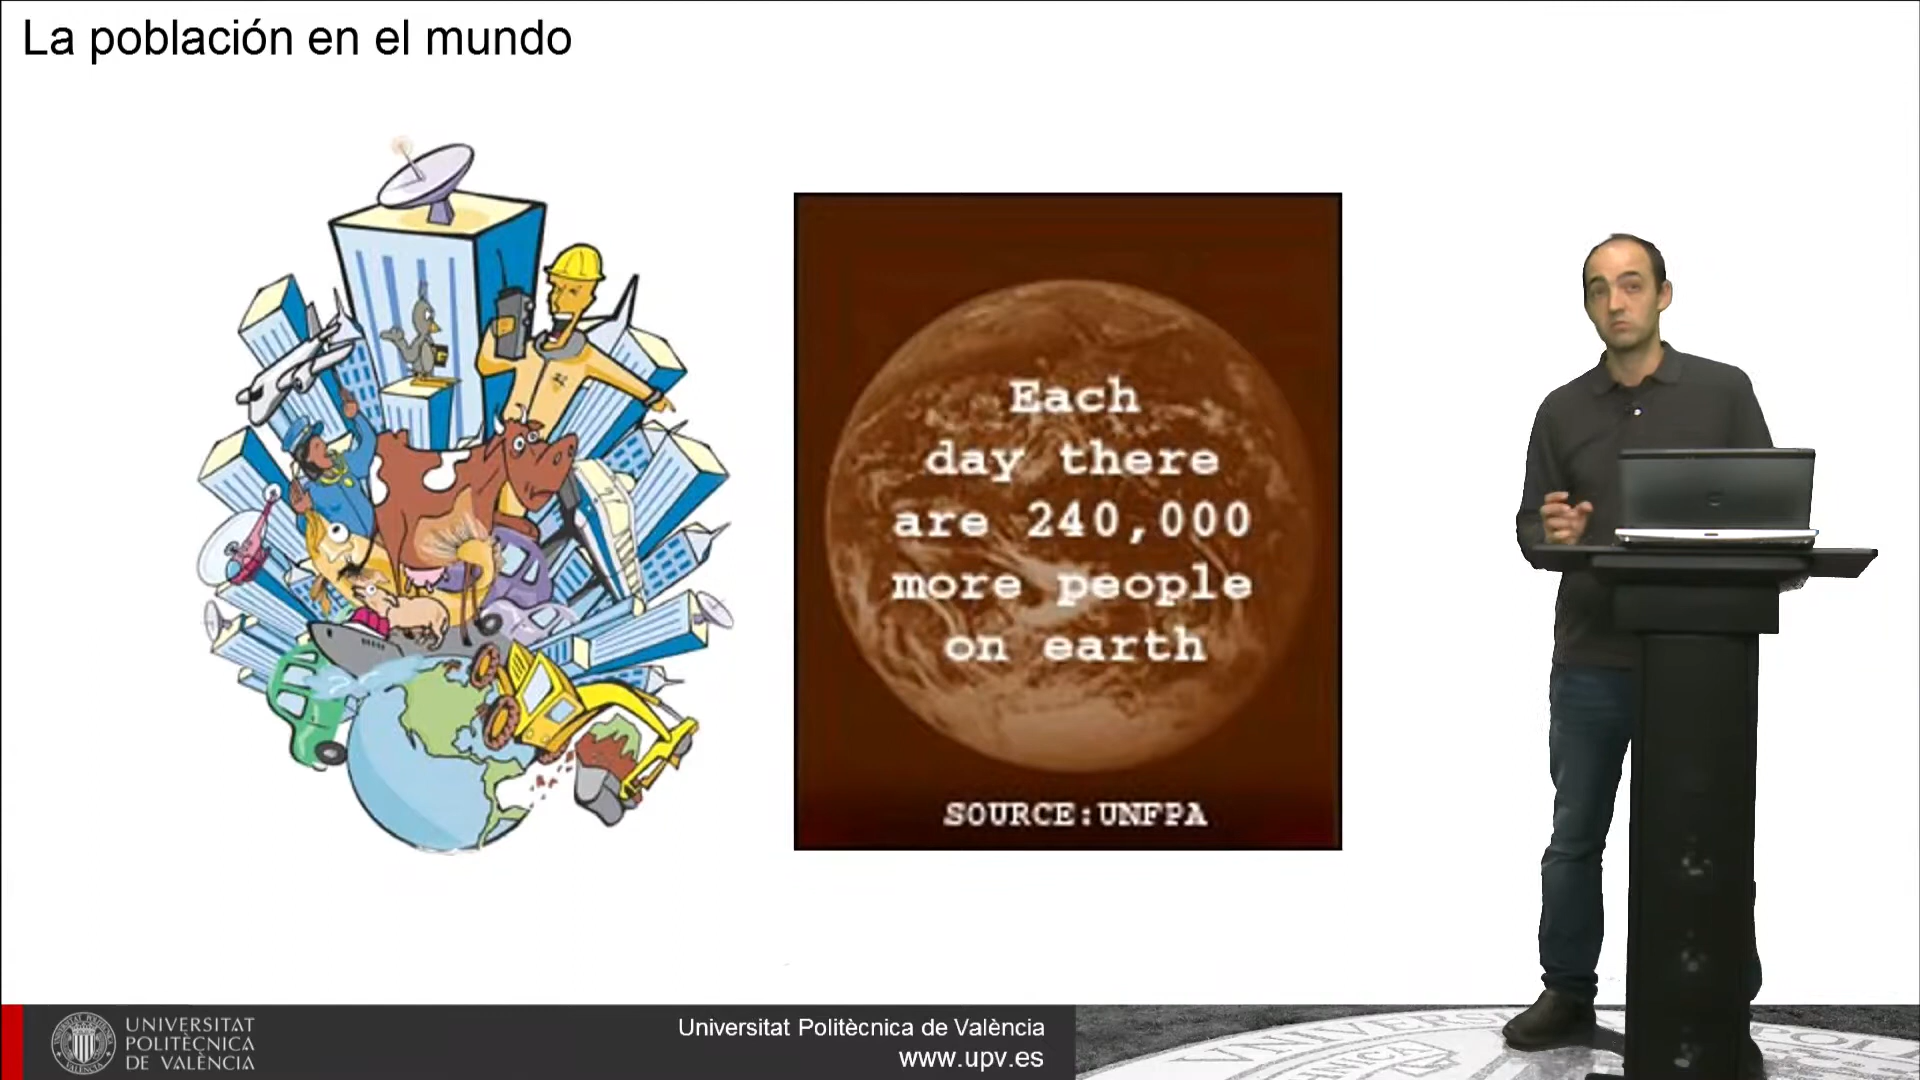 La población en el mundo
Each
day there
are 240,000
more people
on earth
SOURCE:UNFPA
UNIVERSITAT
POLITÈCNICA
DE VALÈNCIA
Universitat Politècnica de València
www.upv.es